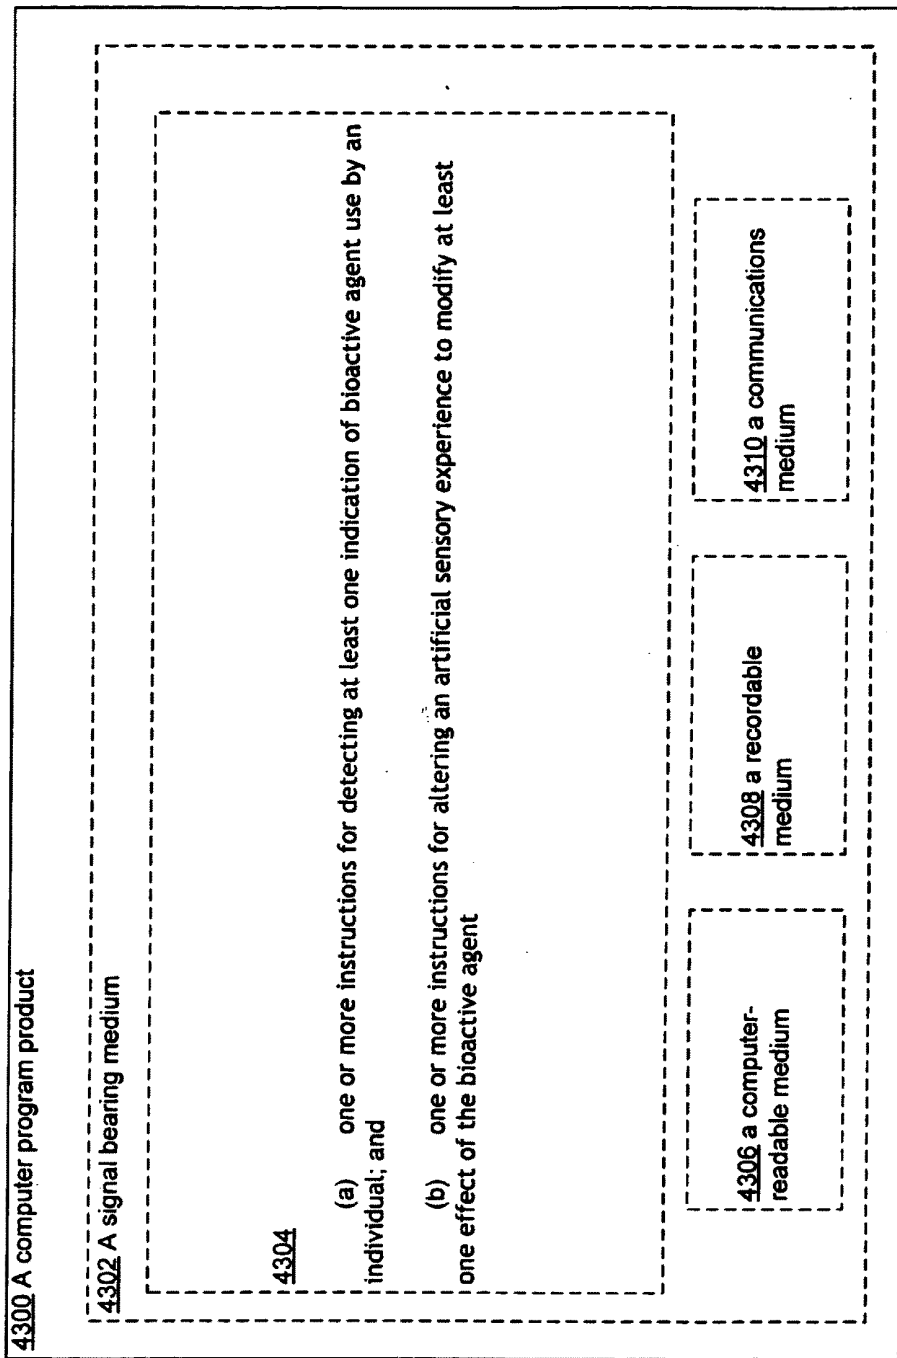 4300 A computer program product
4302 A signal bearing medium
4304
(a) one or more instructions for detecting at least one indication of bioactive agent use by an
individual; and
(b) one or more instructions for altering an artificial sensory experience to modify at least
one effect of the bioactive agent
4306 a computer-
readable medium
4308 a recordable
medium
4310 a communications
medium